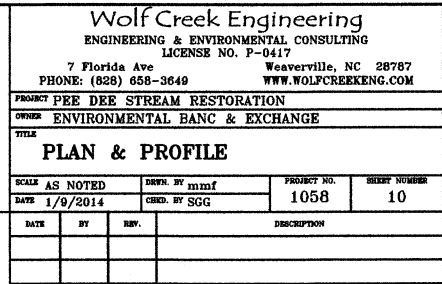 Wolf Creek Engineering
ENGINEERING & ENVIRONMENTAL CONSULTING
LICENSE NO. P-0417
7 Florida Ave Weaverville, NC 28787
PHONE: (828) 658-3649 WWW.WOLFCREEKENG.COM
PROJECT PEE DEE STREAM RESTORATION
OWNER ENVIRONMENTAL BANC & EXCHANGE
TITLE
PLAN & PROFILE
SCALE AS NOTED DRWN. BY mmf PROJECT NO. SHEET NUMBER
DATE 1/9/2014 CHKD. BY SGG 1058 10
DATE BY REV. DESCRIPTION